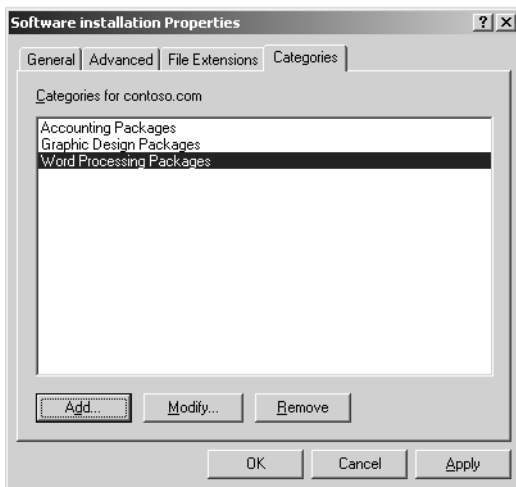 Software installation Properties
? X
General Advanced File Extensions Categories
Categories for contoso.com
Accounting Packages
Graphic Design Packages
Word Processing Packages
Add... Modify... Remove
OK Cancel Apply